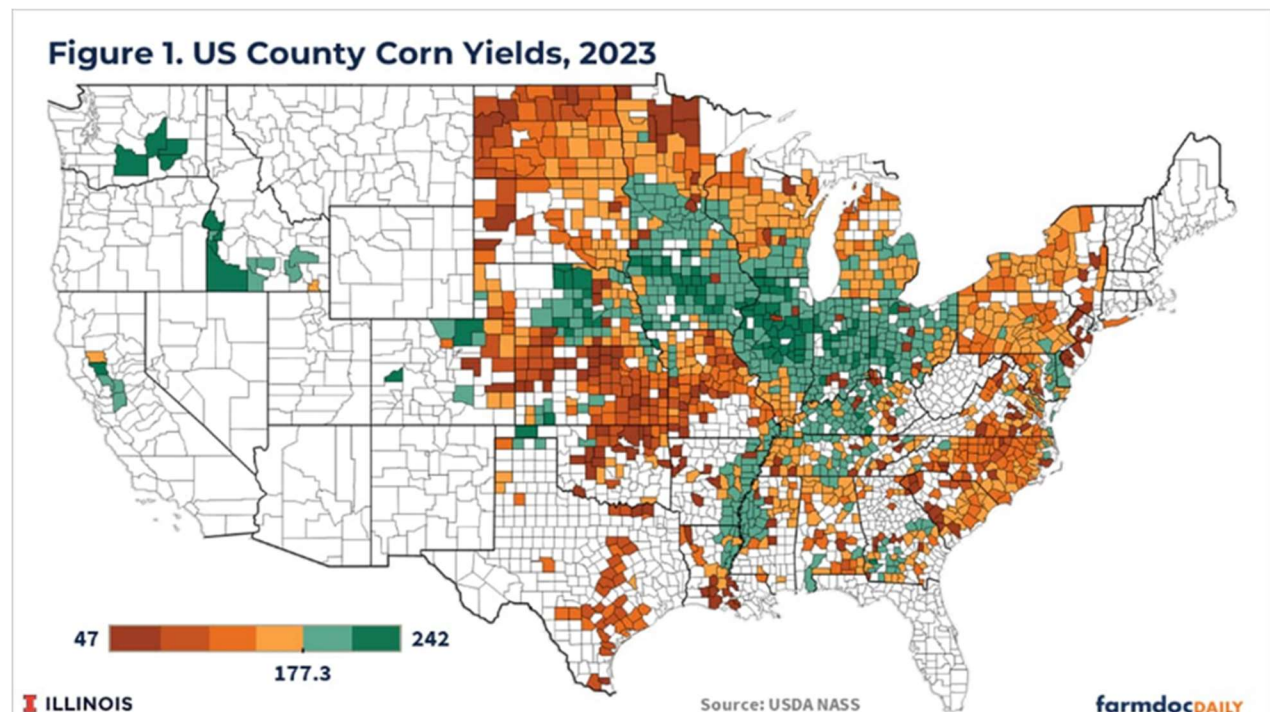 Figure 1. US County Corn Yields, 2023
47
242
177.3
ILLINOIS
Source: USDA NASS
farmdocDAILY